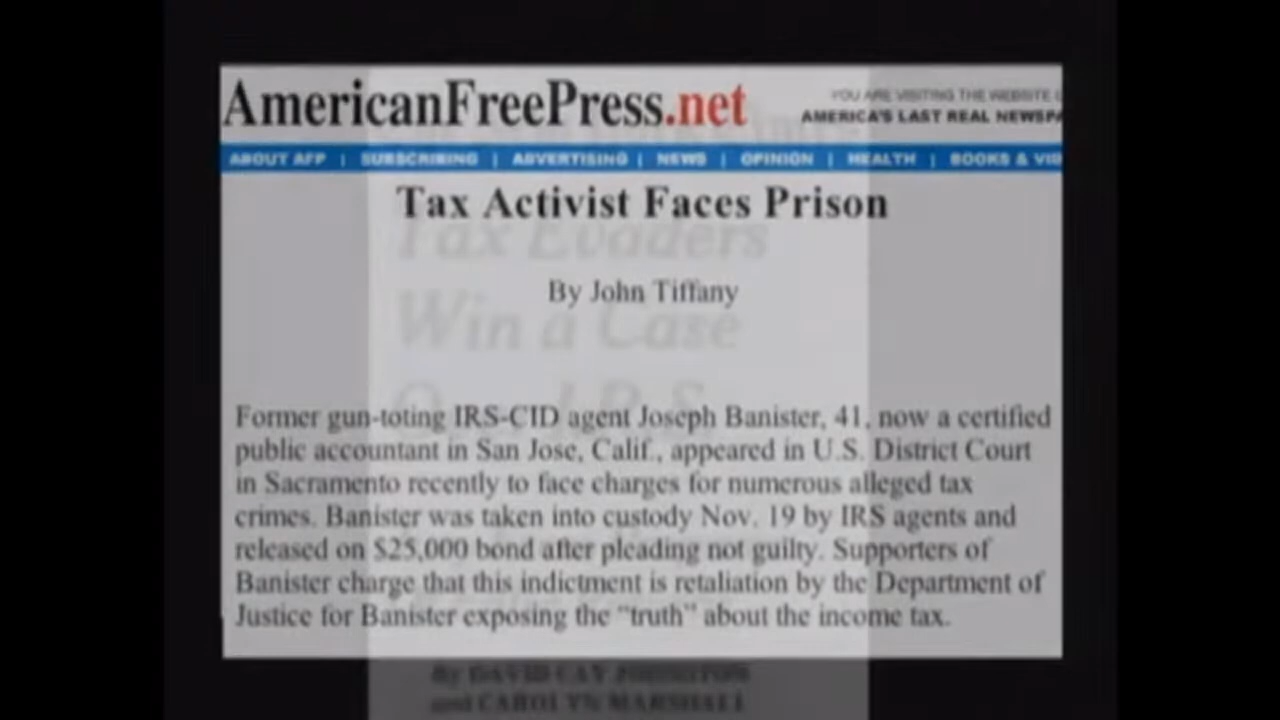 AmericanFreePress.net
YOU ARE VISITING THE WEBSITE
AMERICA'S LAST REAL NEWSPA
ABOUT AFP | SUBSCRIBING | ADVERTISING | NEWS | OPINION | HEALTH | BOOKS & VID
Tax Activist Faces Prison
Tax Evaders
By John Tiffany
Win a Case
Former gun-toting IRS-CID agent Joseph Banister, 41, now a certified
public accountant in San Jose, Calif., appeared in U.S. District Court
in Sacramento recently to face charges for numerous alleged tax
crimes. Banister was taken into custody Nov. 19 by IRS agents and
released on $25,000 bond after pleading not guilty. Supporters of
Banister charge that this indictment is retaliation by the Department of
Justice for Banister exposing the "truth" about the income tax.
By DAVID CAY JOHNSTON
and CAROLYN MARSHALL